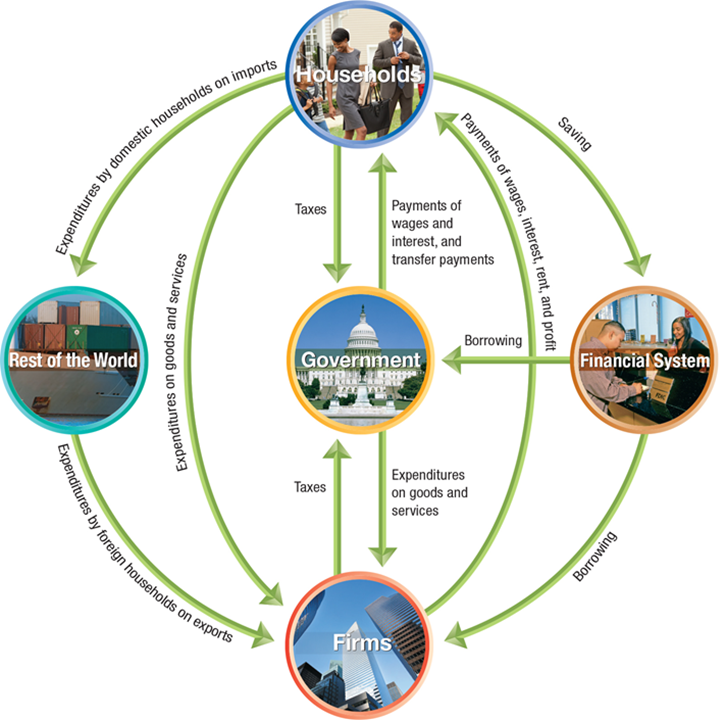 Households
Expenditures by domestic households on imports
Saving
Payments of wages, interest, rent, and profit
Taxes
Payments of
wages and
interest, and
transfer payments
Expenditures on goods and services
Rest of the World
Government
Borrowing
Financial System
Taxes
Expenditures
on goods and
services
Expenditures by foreign households on exports
Borrowing
Firms